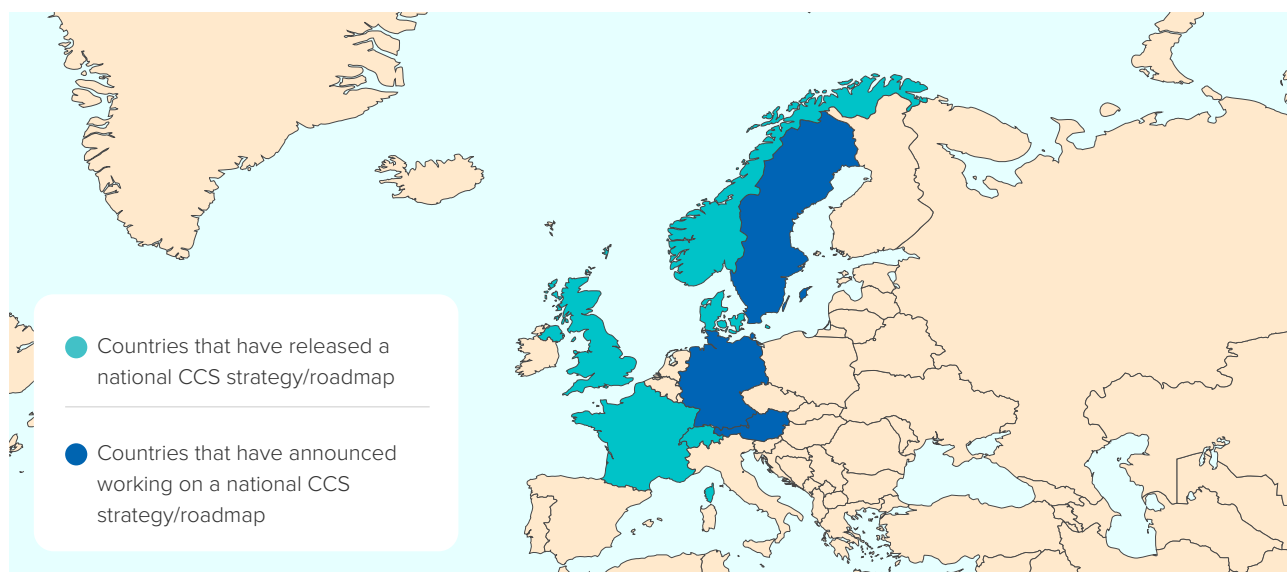 Countries that have released a
national CCS strategy/roadmap
Countries that have announced
working on a national CCS
strategy/roadmap